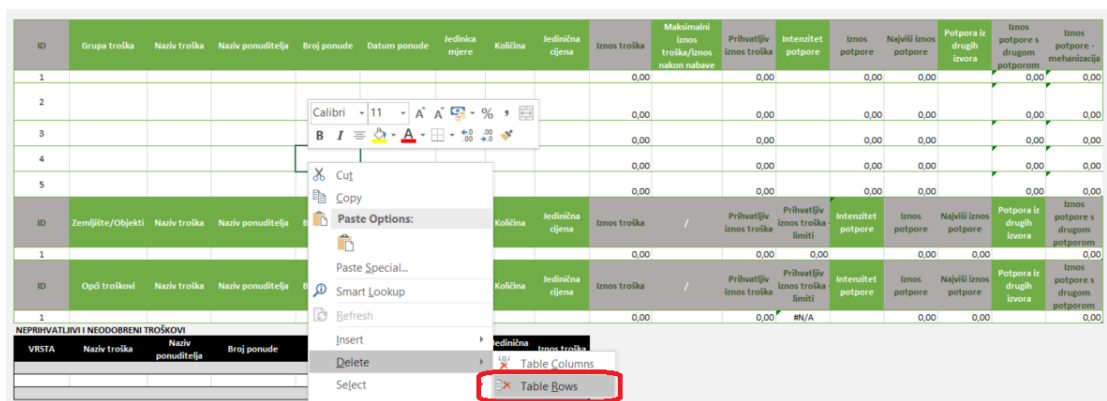 ID Grupa troška Naziv troška Naziv ponuditelja Broj ponude Datum ponude Jedinica mjere Količina Jedinična cijena Iznos troška Maksimalni iznos troška/iznos nakon nabave Prihvatljiv iznos troška Intenzitet potpore Iznos potpore Najviši iznos potpore Potpora iz drugih izvora Iznos potpore s drugom potporom Iznos potpore - mehanizacija
1 0,00 0,00 0,00 0,00 0,00 0,00
2 0,00 0,00 0,00 0,00 0,00 0,00
Calibri 11 A A % ,
B I A
3 0,00 0,00 0,00 0,00 0,00 0,00
4 0,00 0,00 0,00 0,00 0,00 0,00
5 0,00 0,00 0,00 0,00 0,00 0,00
Cut
Copy
Paste Options:
Paste Special...
Smart Lookup
Refresh
Insert
Delete
Select
Table Columns
Table Rows
ID Zemljište/Objekti Naziv troška Naziv ponuditelja B Količina Jedinična cijena Iznos troška / Prihvatljiv iznos troška Prihvatljiv iznos troška - limiti Intenzitet potpore Iznos potpore Najviši iznos potpore Potpora iz drugih izvora Iznos potpore s drugom potporom
1 0,00 0,00 0,00 0,00 0,00 0,00
ID Opći troškovi Naziv troška Naziv ponuditelja B Količina Jedinična cijena Iznos troška / Prihvatljiv iznos troška Prihvatljiv iznos troška - limiti Intenzitet potpore Iznos potpore Najviši iznos potpore Potpora iz drugih izvora Iznos potpore s drugom potporom
1 0,00 0,00 #N/A 0,00 0,00 0,00
NEPRIHVATLJIVI I NEODOBRENI TROŠKOVI
VRSTA Naziv troška Naziv ponuditelja Broj ponude Jedinična Iznos troška